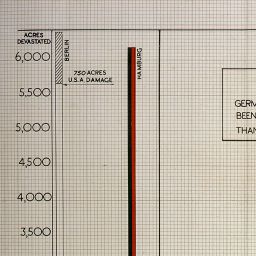 ACRES
DEVASTATED
6,000
5,500
5,000
4,500
4,000
3,500
BERLIN
750 ACRES
U.S.A DAMAGE
HAMBURG
GERM
BEEN
THAN